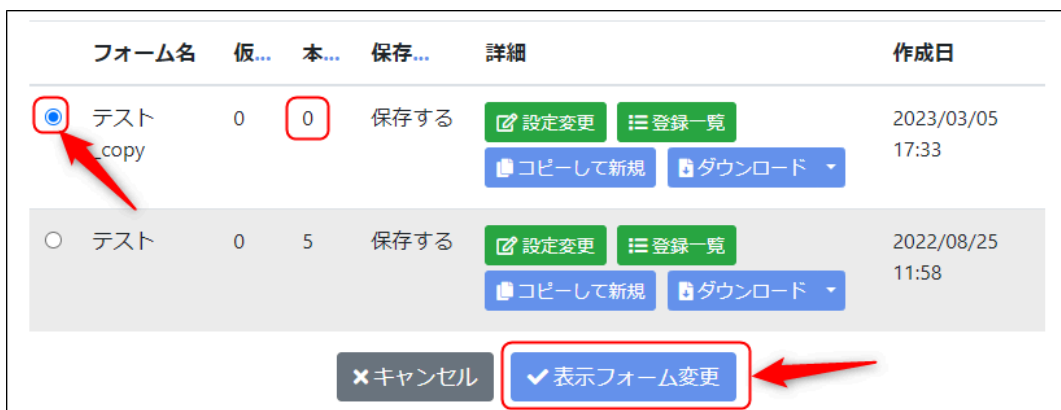 フォーム名 仮... 本... 保存... 詳細 作成日
テスト 0 0 保存する 設定変更 登録一覧 2023/03/05
_copy コピーして新規 ダウンロード 17:33
テスト 0 5 保存する 設定変更 登録一覧 2022/08/25
コピーして新規 ダウンロード 11:58
キャンセル 表示フォーム変更